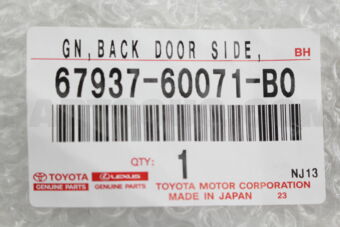 GN,BACK DOOR SIDE,
BH
67937-60071-B0
QTY:
1
NJ13
TOYOTA
GENUINE PARTS
LEXUS
GENUINE PARTS
TOYOTA MOTOR CORPORATION
MADE IN JAPAN
23